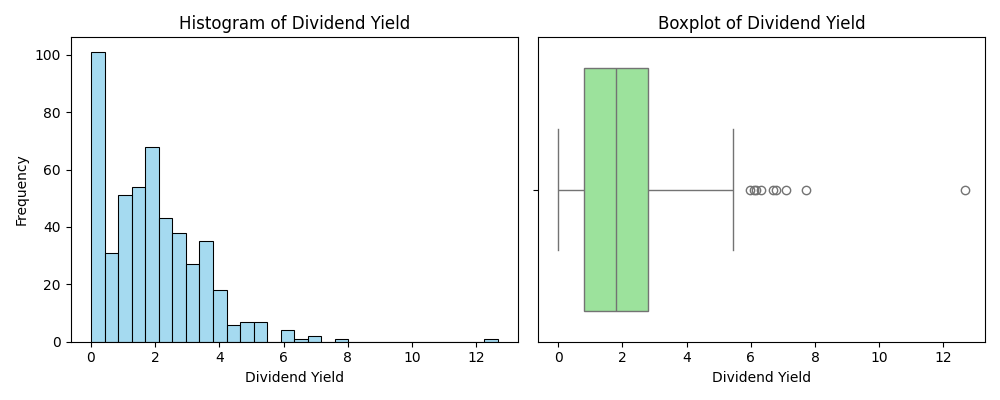 Histogram of Dividend Yield
Frequency
100
80
60
40
20
0
0 2 4 6 8 10 12
Dividend Yield
Boxplot of Dividend Yield
0 2 4 6 8 10 12
Dividend Yield